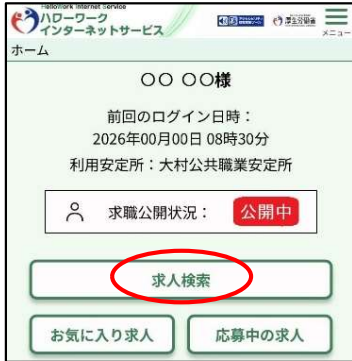 HelloWork Internet Service
ハローワーク
インターネットサービス
厚生労働省
メニュー
ホーム
〇〇 〇〇様
前回のログイン日時：
2026年00月00日 08時30分
利用安定所：大村公共職業安定所
求職公開状況：
公開中
求人検索
お気に入り求人
応募中の求人